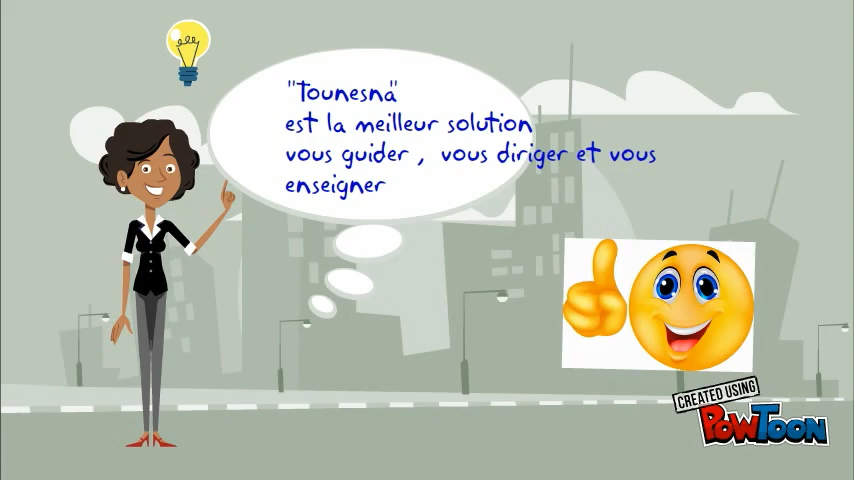 "Tounesna"
est la meilleur solution
vous guider , vous diriger et vous
enseigner
CREATED USING
POWTOON